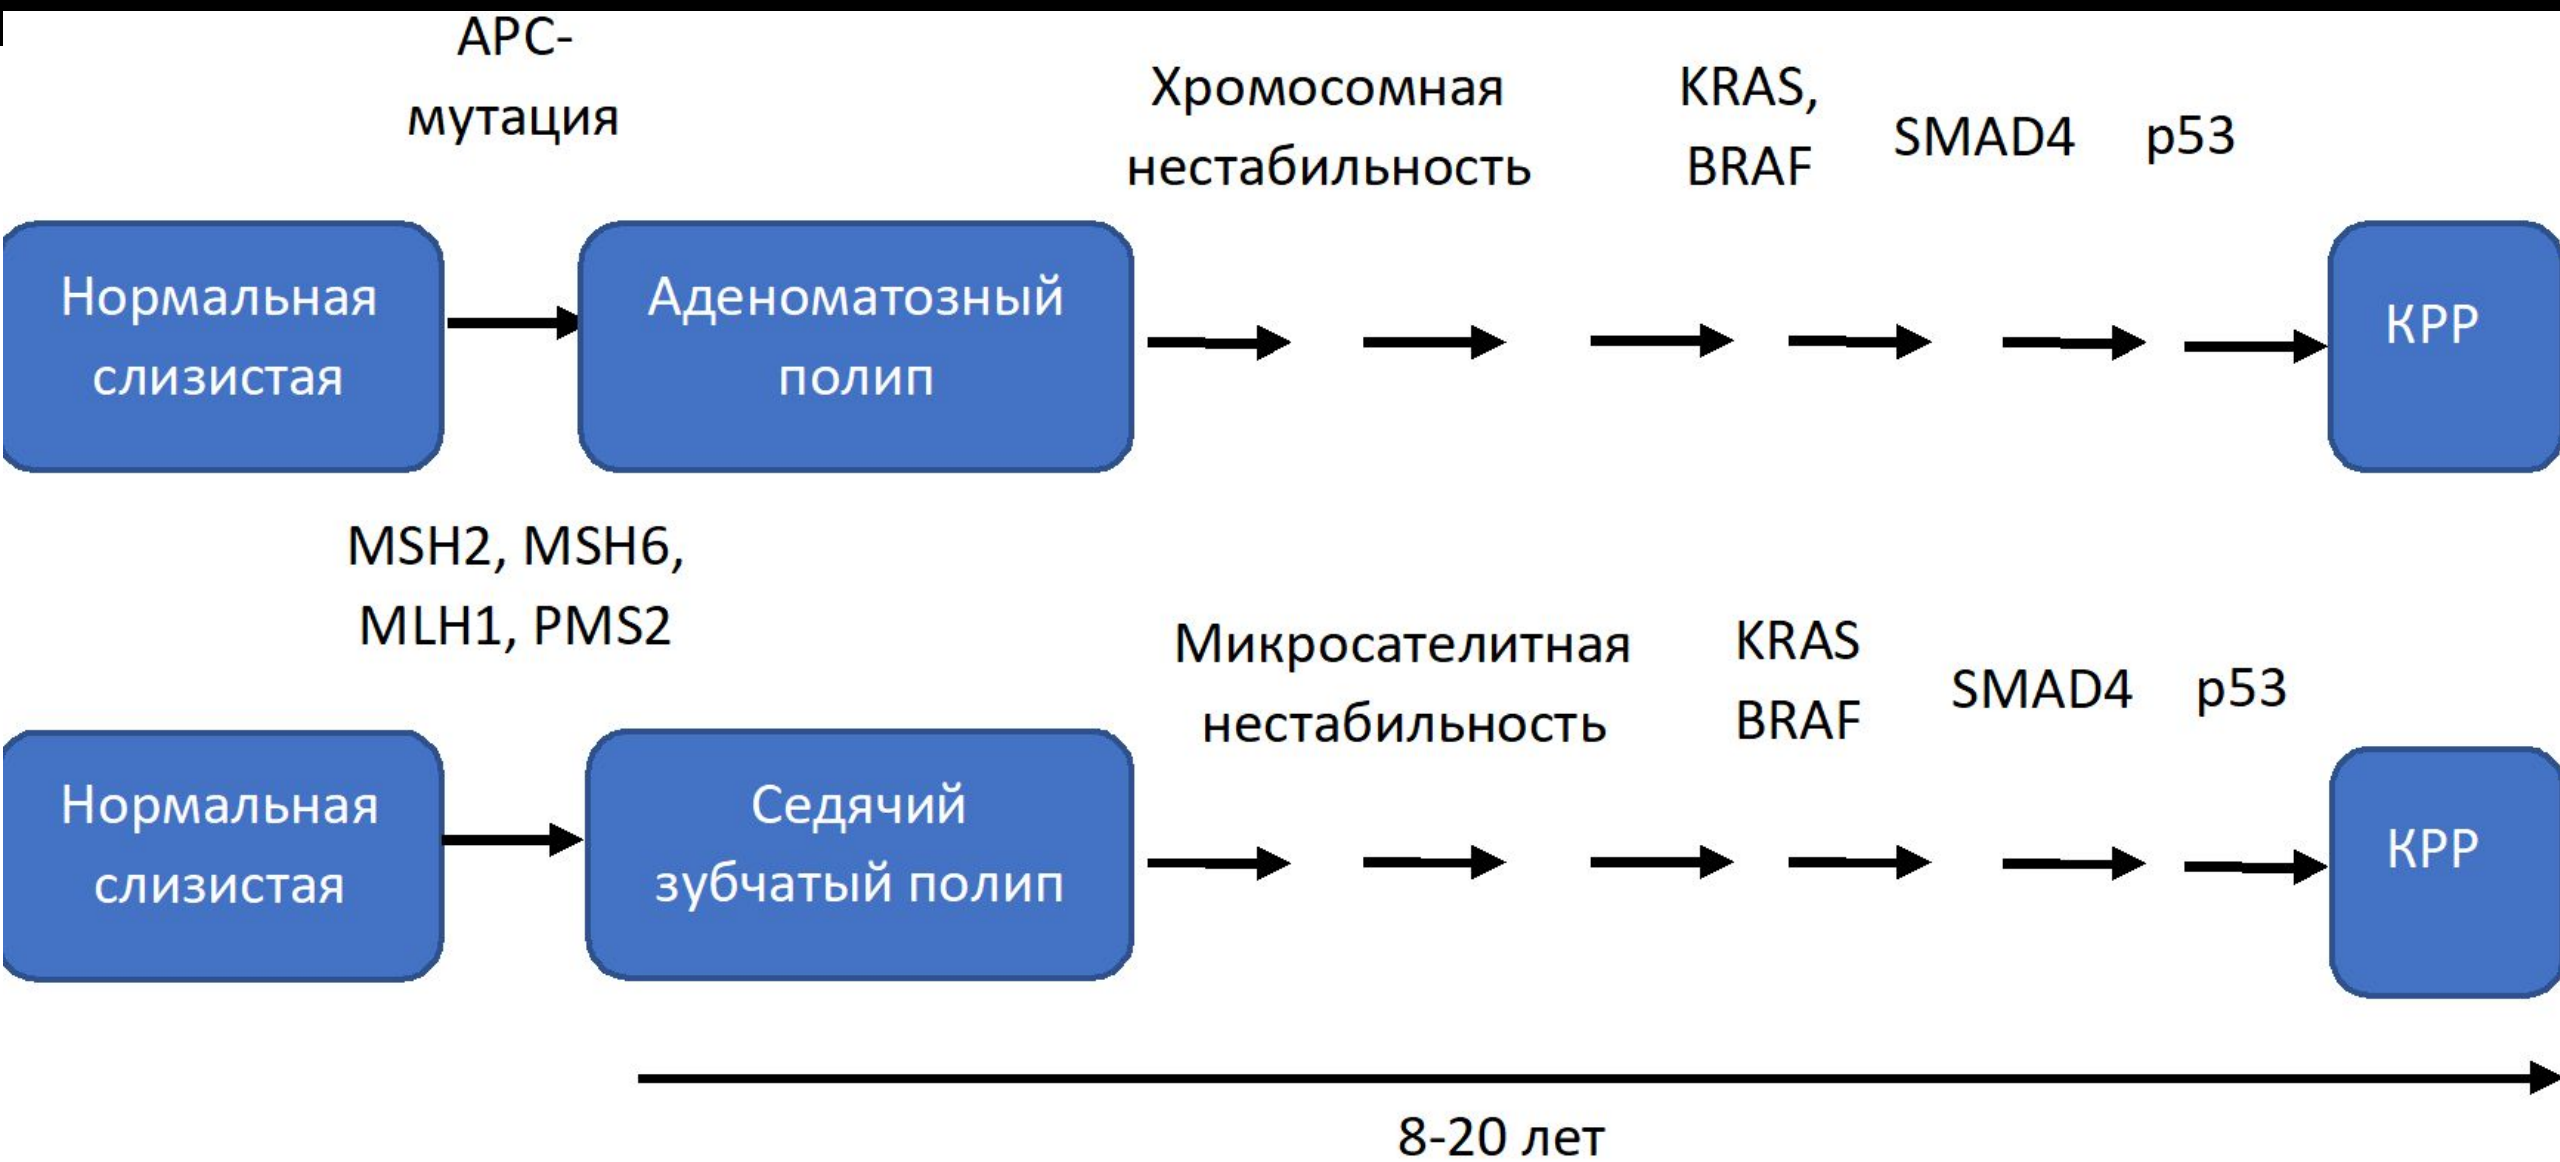 АРС-
мутация
Хромосомная
нестабильность
KRAS,
BRAF
SMAD4
p53
Нормальная
слизистая
Аденоматозный
полип
КРР
MSH2, MSH6,
MLH1, PMS2
Микросателитная
нестабильность
KRAS
BRAF
SMAD4
p53
Нормальная
слизистая
Седячий
зубчатый полип
КРР
8-20 лет